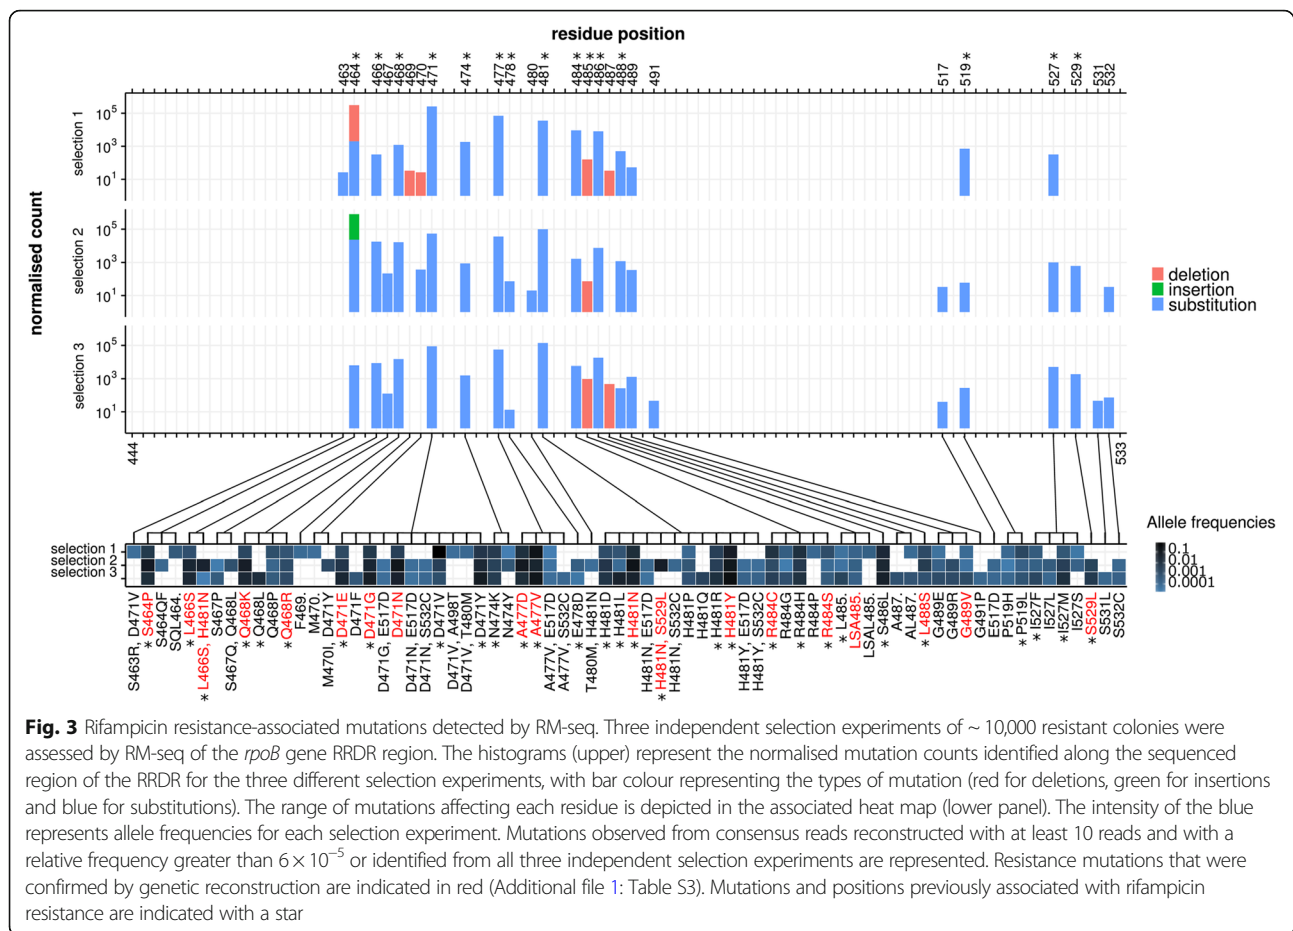 residue position
463
464 *
466 *
467
468 *
469
470
471 *
474 *
477 *
478 *
480
481 *
484 *
485 *
486 *
487
488 *
489
491
517
519 *
527 *
529 *
531
532
normalised count
selection 1
10⁵
10³
10¹
selection 2
10⁵
10³
10¹
selection 3
10⁵
10³
10¹
deletion
insertion
substitution
444
533
Allele frequencies
0.1
0.01
0.001
0.0001
selection 1
selection 2
selection 3
S463R, D471V
* S464P
S464QF
SQL464.
* L466S
* L466S, H481N
S467P
S467Q, Q468L
* Q468K
* Q468L
Q468P
* Q468R
F469.
M470.
M470I, D471Y
* D471E
D471F
* D471G
D471G, E517D
D471N
D471N, E517D
D471N, S532C
* D471V
D471V, A498T
D471V, T480M
* D471Y
* N474K
N474Y
* A477D
* A477V
A477V, E517D
A477V, S532C
* E478D
T480M, H481N
* H481D
* H481L
* H481N
H481N, E517D
* H481N, S529L
H481N, S532C
H481P
H481Q
* H481R
* H481Y
H481Y, E517D
H481Y, S532C
* R484C
R484G
* R484H
R484P
* R484S
* L485.
LSA485.
LSAL485.
* S486L
A487.
AL487.
* L488S
G489E
G489R
G489V
G491P
E517D
P519H
* P519L
* I527F
I527L
* I527M
I527S
* S529L
S531L
S532C
Fig. 3 Rifampicin resistance-associated mutations detected by RM-seq. Three independent selection experiments of ~ 10,000 resistant colonies were
assessed by RM-seq of the rpoB gene RRDR region. The histograms (upper) represent the normalised mutation counts identified along the sequenced
region of the RRDR for the three different selection experiments, with bar colour representing the types of mutation (red for deletions, green for insertions
and blue for substitutions). The range of mutations affecting each residue is depicted in the associated heat map (lower panel). The intensity of the blue
represents allele frequencies for each selection experiment. Mutations observed from consensus reads reconstructed with at least 10 reads and with a
relative frequency greater than 6 × 10⁻⁵ or identified from all three independent selection experiments are represented. Resistance mutations that were
confirmed by genetic reconstruction are indicated in red (Additional file 1: Table S3). Mutations and positions previously associated with rifampicin
resistance are indicated with a star